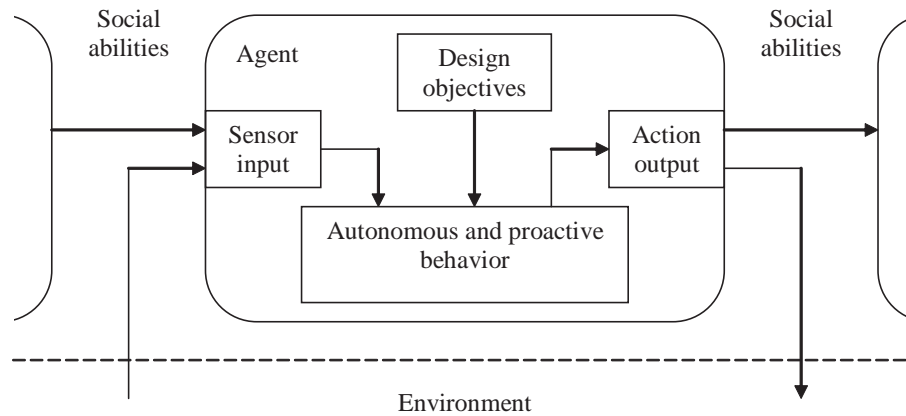 Social
abilities
Agent
Design
objectives
Social
abilities
Sensor
input
Action
output
Autonomous and proactive
behavior
Environment